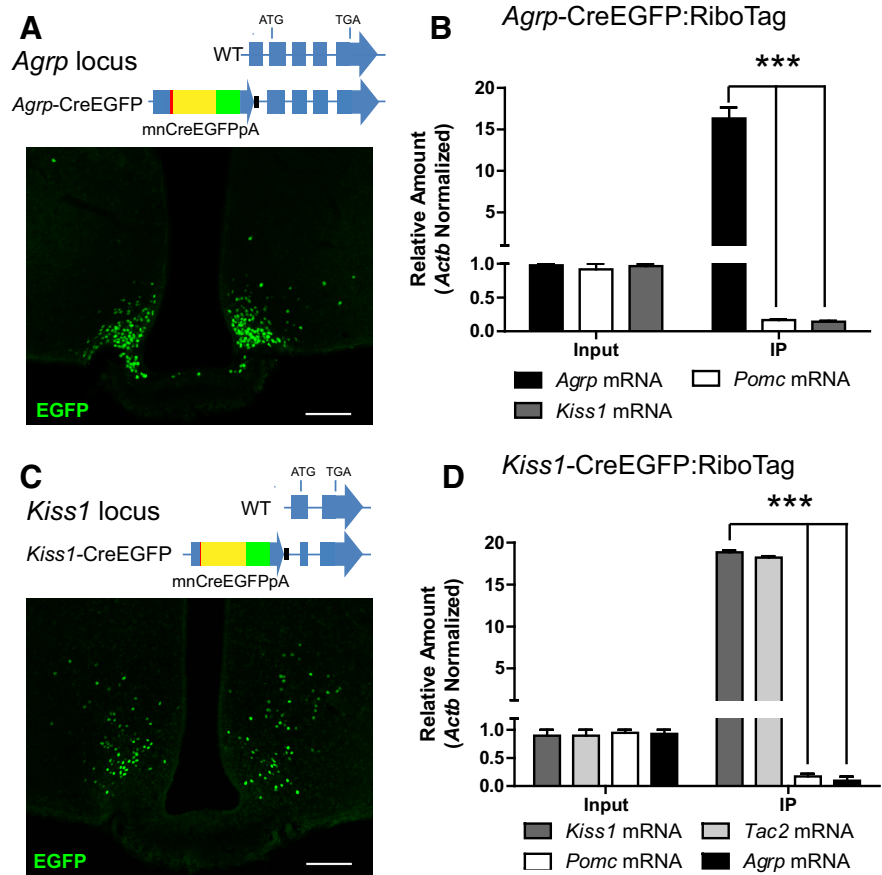 A
ATG
TGA
Agrp locus
WT
Agrp-CreEGFP
mnCreEGFPpA
EGFP
B
Agrp-CreEGFP:RiboTag
***
Relative Amount
(Actb Normalized)
20
15
10
5
1.0
0.5
0.0
Input
IP
Agrp mRNA
Pomc mRNA
Kiss1 mRNA
C
ATG
TGA
Kiss1 locus
WT
Kiss1-CreEGFP
mnCreEGFPpA
EGFP
D
Kiss1-CreEGFP:RiboTag
***
Relative Amount
(Actb Normalized)
20
15
10
5
1.0
0.5
0.0
Input
IP
Kiss1 mRNA
Tac2 mRNA
Pomc mRNA
Agrp mRNA